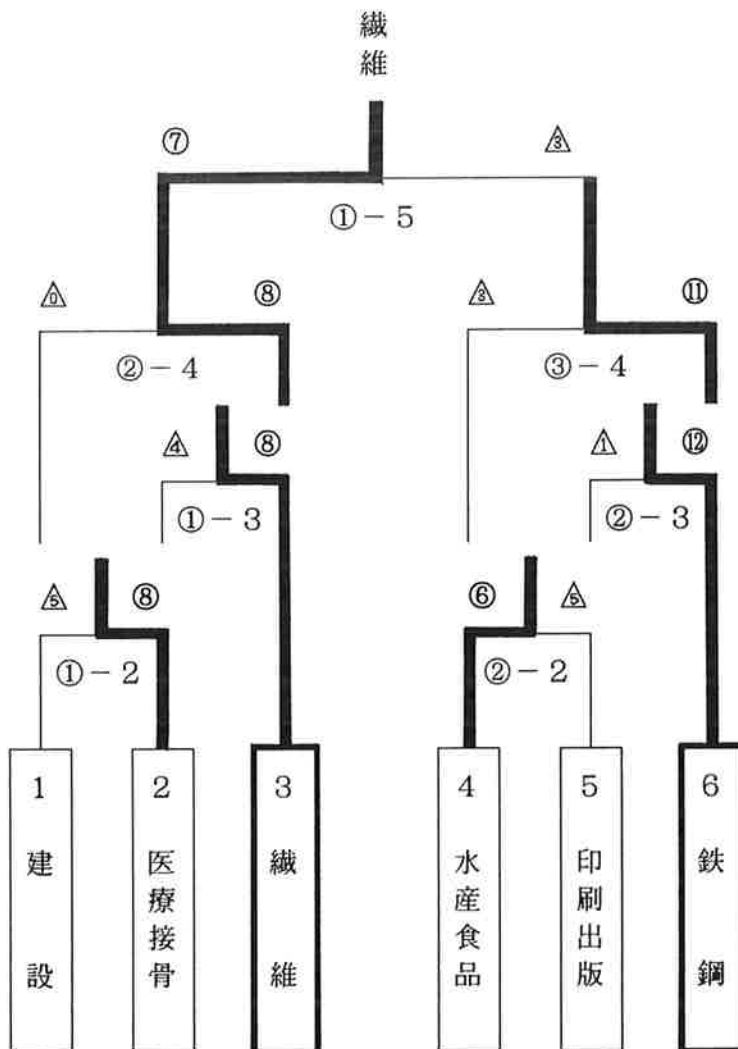 繊維
⑦ 3
①－5
0 ⑧ 3 ⑪
②－4 ③－4
4 ⑧ 1 ⑫
①－3 ②－3
5 ⑧ ⑥ 5
①－2 ②－2
1 建設
2 医療接骨
3 繊維
4 水産食品
5 印刷出版
6 鉄鋼